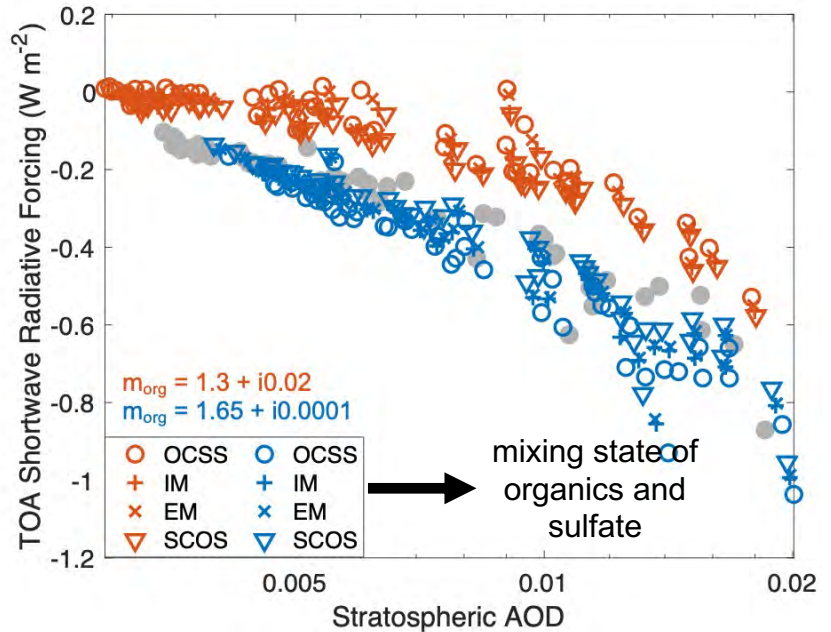 0.2
0
-0.2
-0.4
-0.6
-0.8
-1
-1.2
TOA Shortwave Radiative Forcing (W m⁻²)
m_org = 1.3 + i0.02
m_org = 1.65 + i0.0001
OCSS OCSS
IM IM
EM EM
SCOS SCOS
mixing state of
organics and
sulfate
0.005 0.01 0.02
Stratospheric AOD